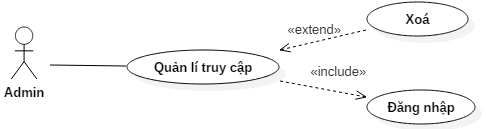 Xoá
«extend»
Quản lí truy cập
«include»
Admin
Đăng nhập